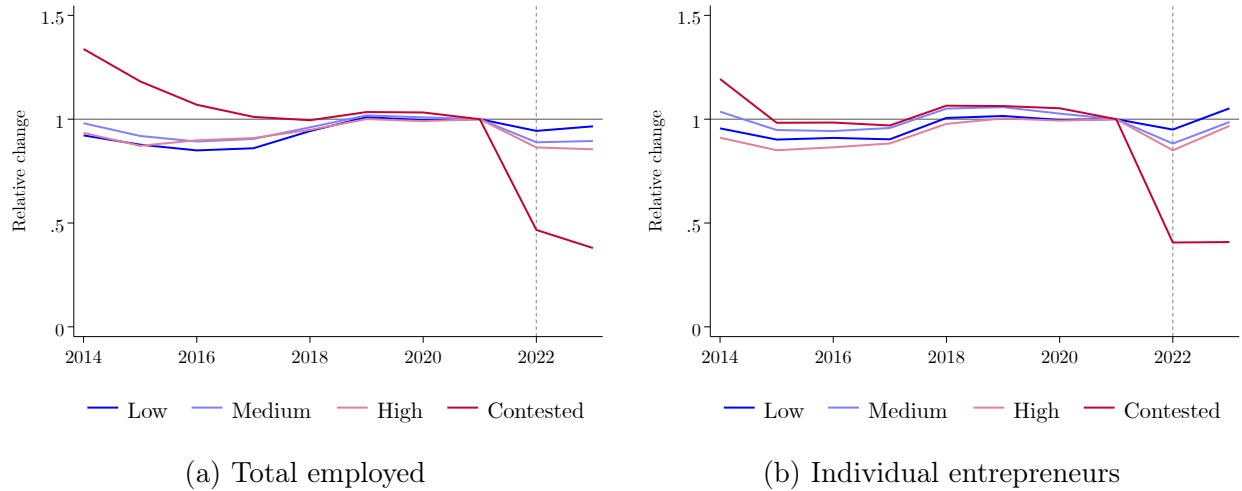 1.5
1
.5
0
Relative change
2014 2016 2018 2020 2022
Low Medium High Contested
(a) Total employed
1.5
1
.5
0
Relative change
2014 2016 2018 2020 2022
Low Medium High Contested
(b) Individual entrepreneurs